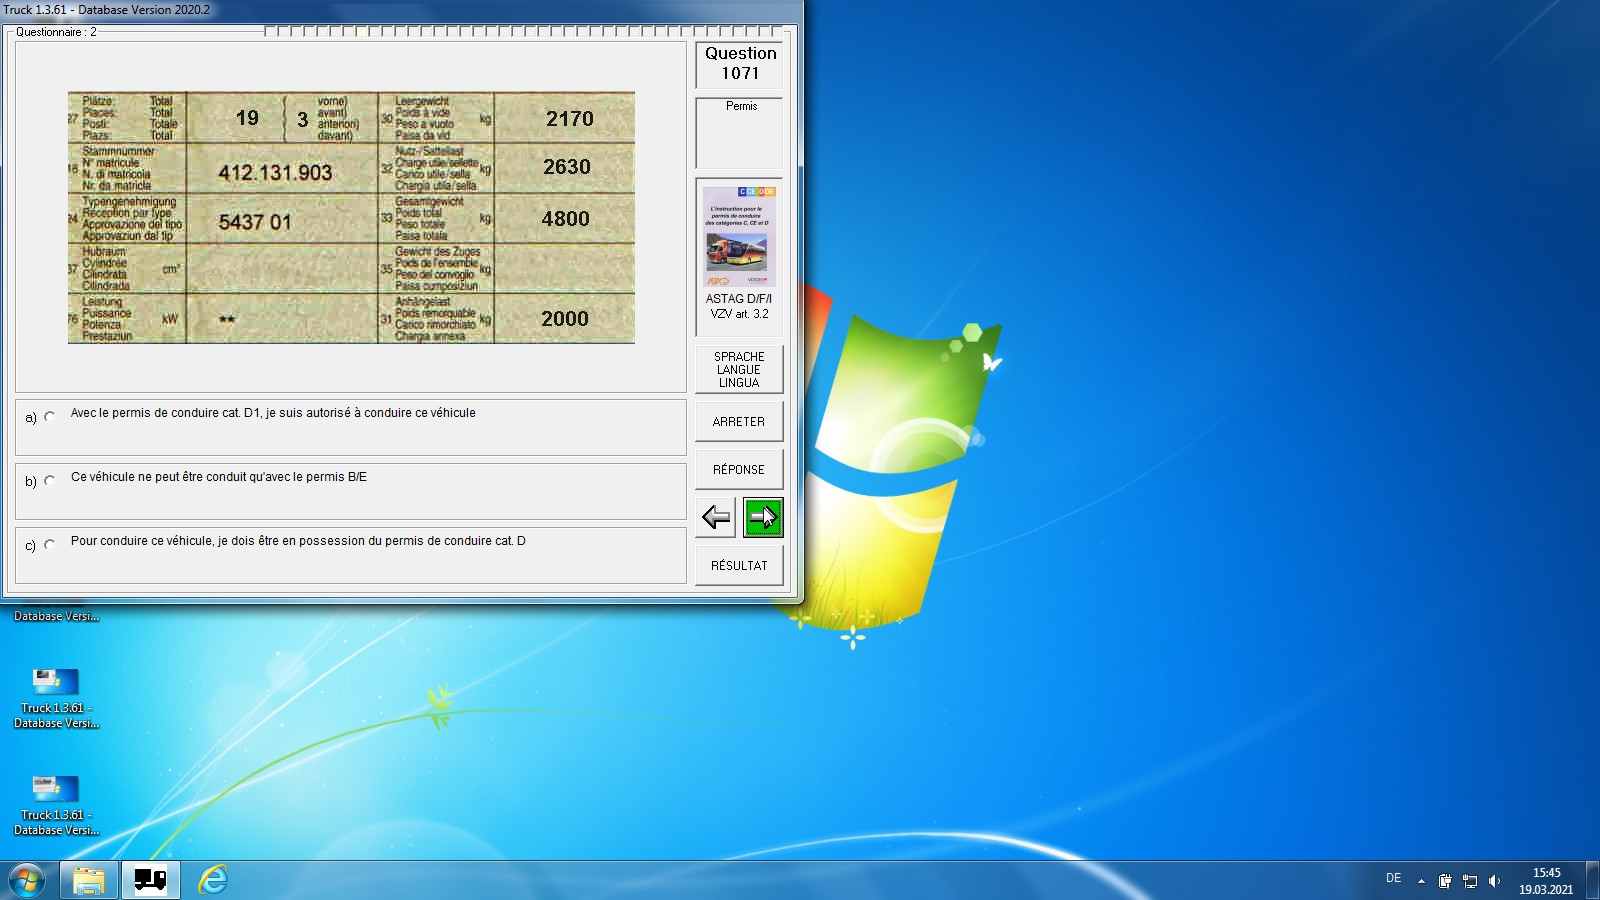 Truck 1.3.61 - Database Version 2020.2
Questionnaire : 2
Plätze: Total
Places: Total
Posti: Totale
Plazs: Total
27
19 ( 3 vorne)
avant)
anteriori)
davant)
30
Leergewicht
Poids à vide
Peso a vuoto
Paisa da vid
kg
2170
18
Stammnummer
N° matricule
N. di matricola
Nr. da matricla
412.131.903
32
Nutz-/Sattellast
Charge utile/sellette
Carico utile/sella
Chargia utila/sella
kg
2630
24
Typengenehmigung
Réception par type
Approvazione del tipo
Approvaziun dal tip
5437 01
33
Gesamtgewicht
Poids total
Peso totale
Paisa totala
kg
4800
37
Hubraum
Cylindrée
Cilindrata
Cilindrada
cm³
35
Gewicht des Zuges
Poids de l'ensemble
Peso del convoglio
Paisa cumposiziun
kg
76
Leistung
Puissance
Potenza
Prestaziun
kW
**
31
Anhängelast
Poids remorquable
Carico rimorchiato
Chargia annexa
kg
2000
a) Avec le permis de conduire cat. D1, je suis autorisé à conduire ce véhicule
b) Ce véhicule ne peut être conduit qu'avec le permis B/E
c) Pour conduire ce véhicule, je dois être en possession du permis de conduire cat. D
Question
1071
Permis
C CE D DE
L'instruction pour le
permis de conduire
des catégories C, CE et D
ASTAG D/F/I
VZV art. 3.2
SPRACHE
LANGUE
LINGUA
ARRETER
RÉPONSE
RÉSULTAT
Database Versi...
Truck 1.3.61 -
Database Versi...
Truck 1.3.61 -
Database Versi...
DE
15:45
19.03.2021